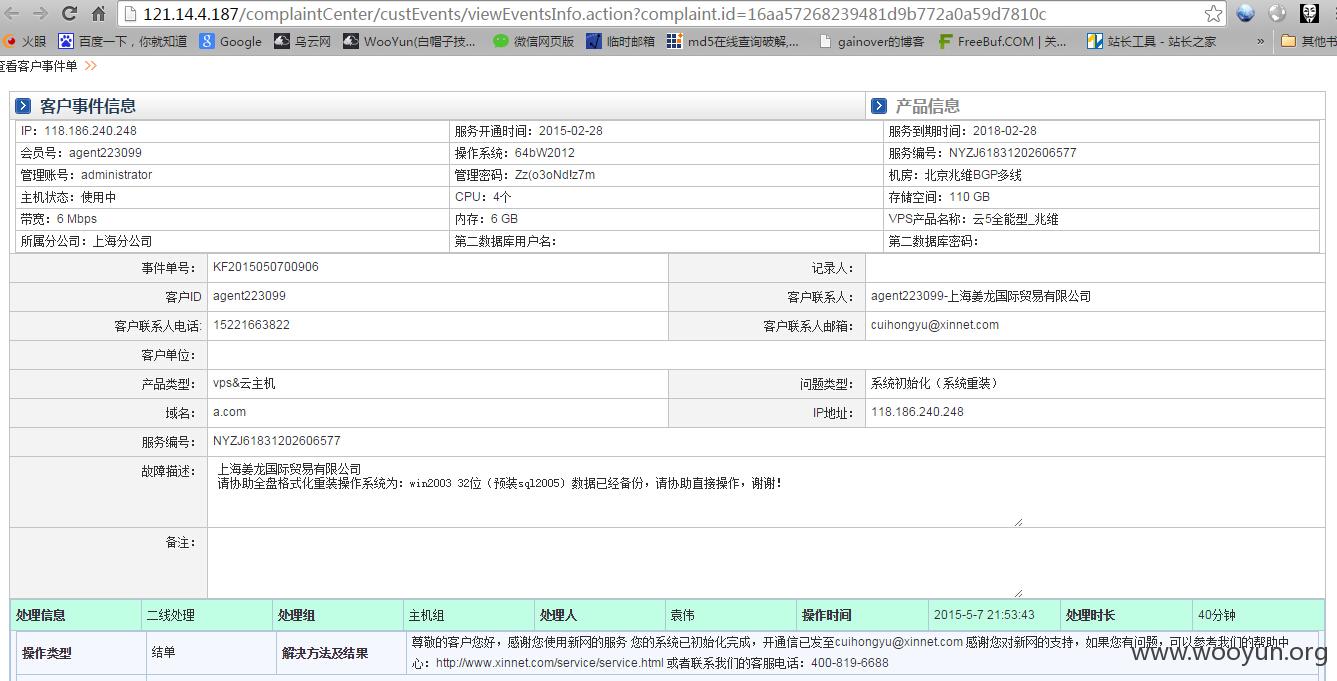 121.14.4.187/complaintCenter/custEvents/viewEventsInfo.action?complaint.id=16aa57268239481d9b772a0a59d7810c
火眼 百度一下，你就知道 Google 乌云网 WooYun(白帽子技... 微信网页版 临时邮箱 md5在线查询破解,... gainover的博客 FreeBuf.COM | 关... 站长工具 - 站长之家 » 其他书
查看客户事件单 >>
客户事件信息 产品信息
IP： 118.186.240.248 服务开通时间： 2015-02-28 服务到期时间： 2018-02-28
会员号： agent223099 操作系统： 64bW2012 服务编号： NYZJ61831202606577
管理账号： administrator 管理密码： Zz(o3oNd!z7m 机房： 北京兆维BGP多线
主机状态： 使用中 CPU： 4个 存储空间： 110 GB
带宽： 6 Mbps 内存： 6 GB VPS产品名称： 云5全能型_兆维
所属分公司： 上海分公司 第二数据库用户名： 第二数据库密码：
事件单号： KF2015050700906 记录人：
客户ID agent223099 客户联系人： agent223099-上海姜龙国际贸易有限公司
客户联系人电话: 15221663822 客户联系人邮箱： cuihongyu@xinnet.com
客户单位：
产品类型： vps&云主机 问题类型： 系统初始化（系统重装）
域名： a.com IP地址： 118.186.240.248
服务编号： NYZJ61831202606577
故障描述： 上海姜龙国际贸易有限公司
请协助全盘格式化重装操作系统为：win2003 32位（预装sql2005）数据已经备份，请协助直接操作，谢谢！
备注：
处理信息 二线处理 处理组 主机组 处理人 袁伟 操作时间 2015-5-7 21:53:43 处理时长 40分钟
操作类型 结单 解决方法及结果 尊敬的客户您好，感谢您使用新网的服务 您的系统已初始化完成，开通信已发至cuihongyu@xinnet.com 感谢您对新网的支持，如果您有问题，可以参考我们的帮助中
心：http://www.xinnet.com/service/service.html 或者联系我们的客服电话：400-819-6688
www.wooyun.org